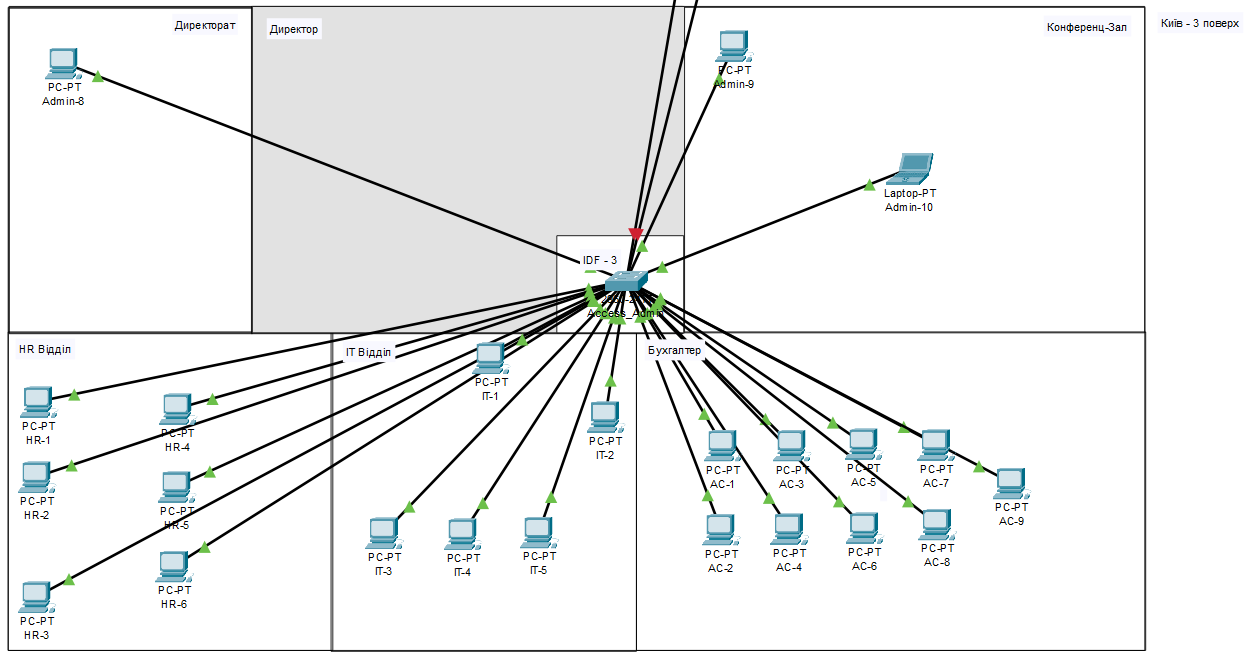 Директорат
Директор
Конференц-Зал
Київ - 3 поверх
PC-PT
Admin-8
PC-PT
Admin-9
Laptop-PT
Admin-10
IDF - 3
Access_Admin
HR Відділ
IT Відділ
Бухгалтер
PC-PT
HR-1
PC-PT
HR-4
PC-PT
HR-2
PC-PT
HR-5
PC-PT
HR-3
PC-PT
HR-6
PC-PT
IT-1
PC-PT
IT-2
PC-PT
IT-3
PC-PT
IT-4
PC-PT
IT-5
PC-PT
AC-1
PC-PT
AC-3
PC-PT
AC-5
PC-PT
AC-7
PC-PT
AC-9
PC-PT
AC-2
PC-PT
AC-4
PC-PT
AC-6
PC-PT
AC-8